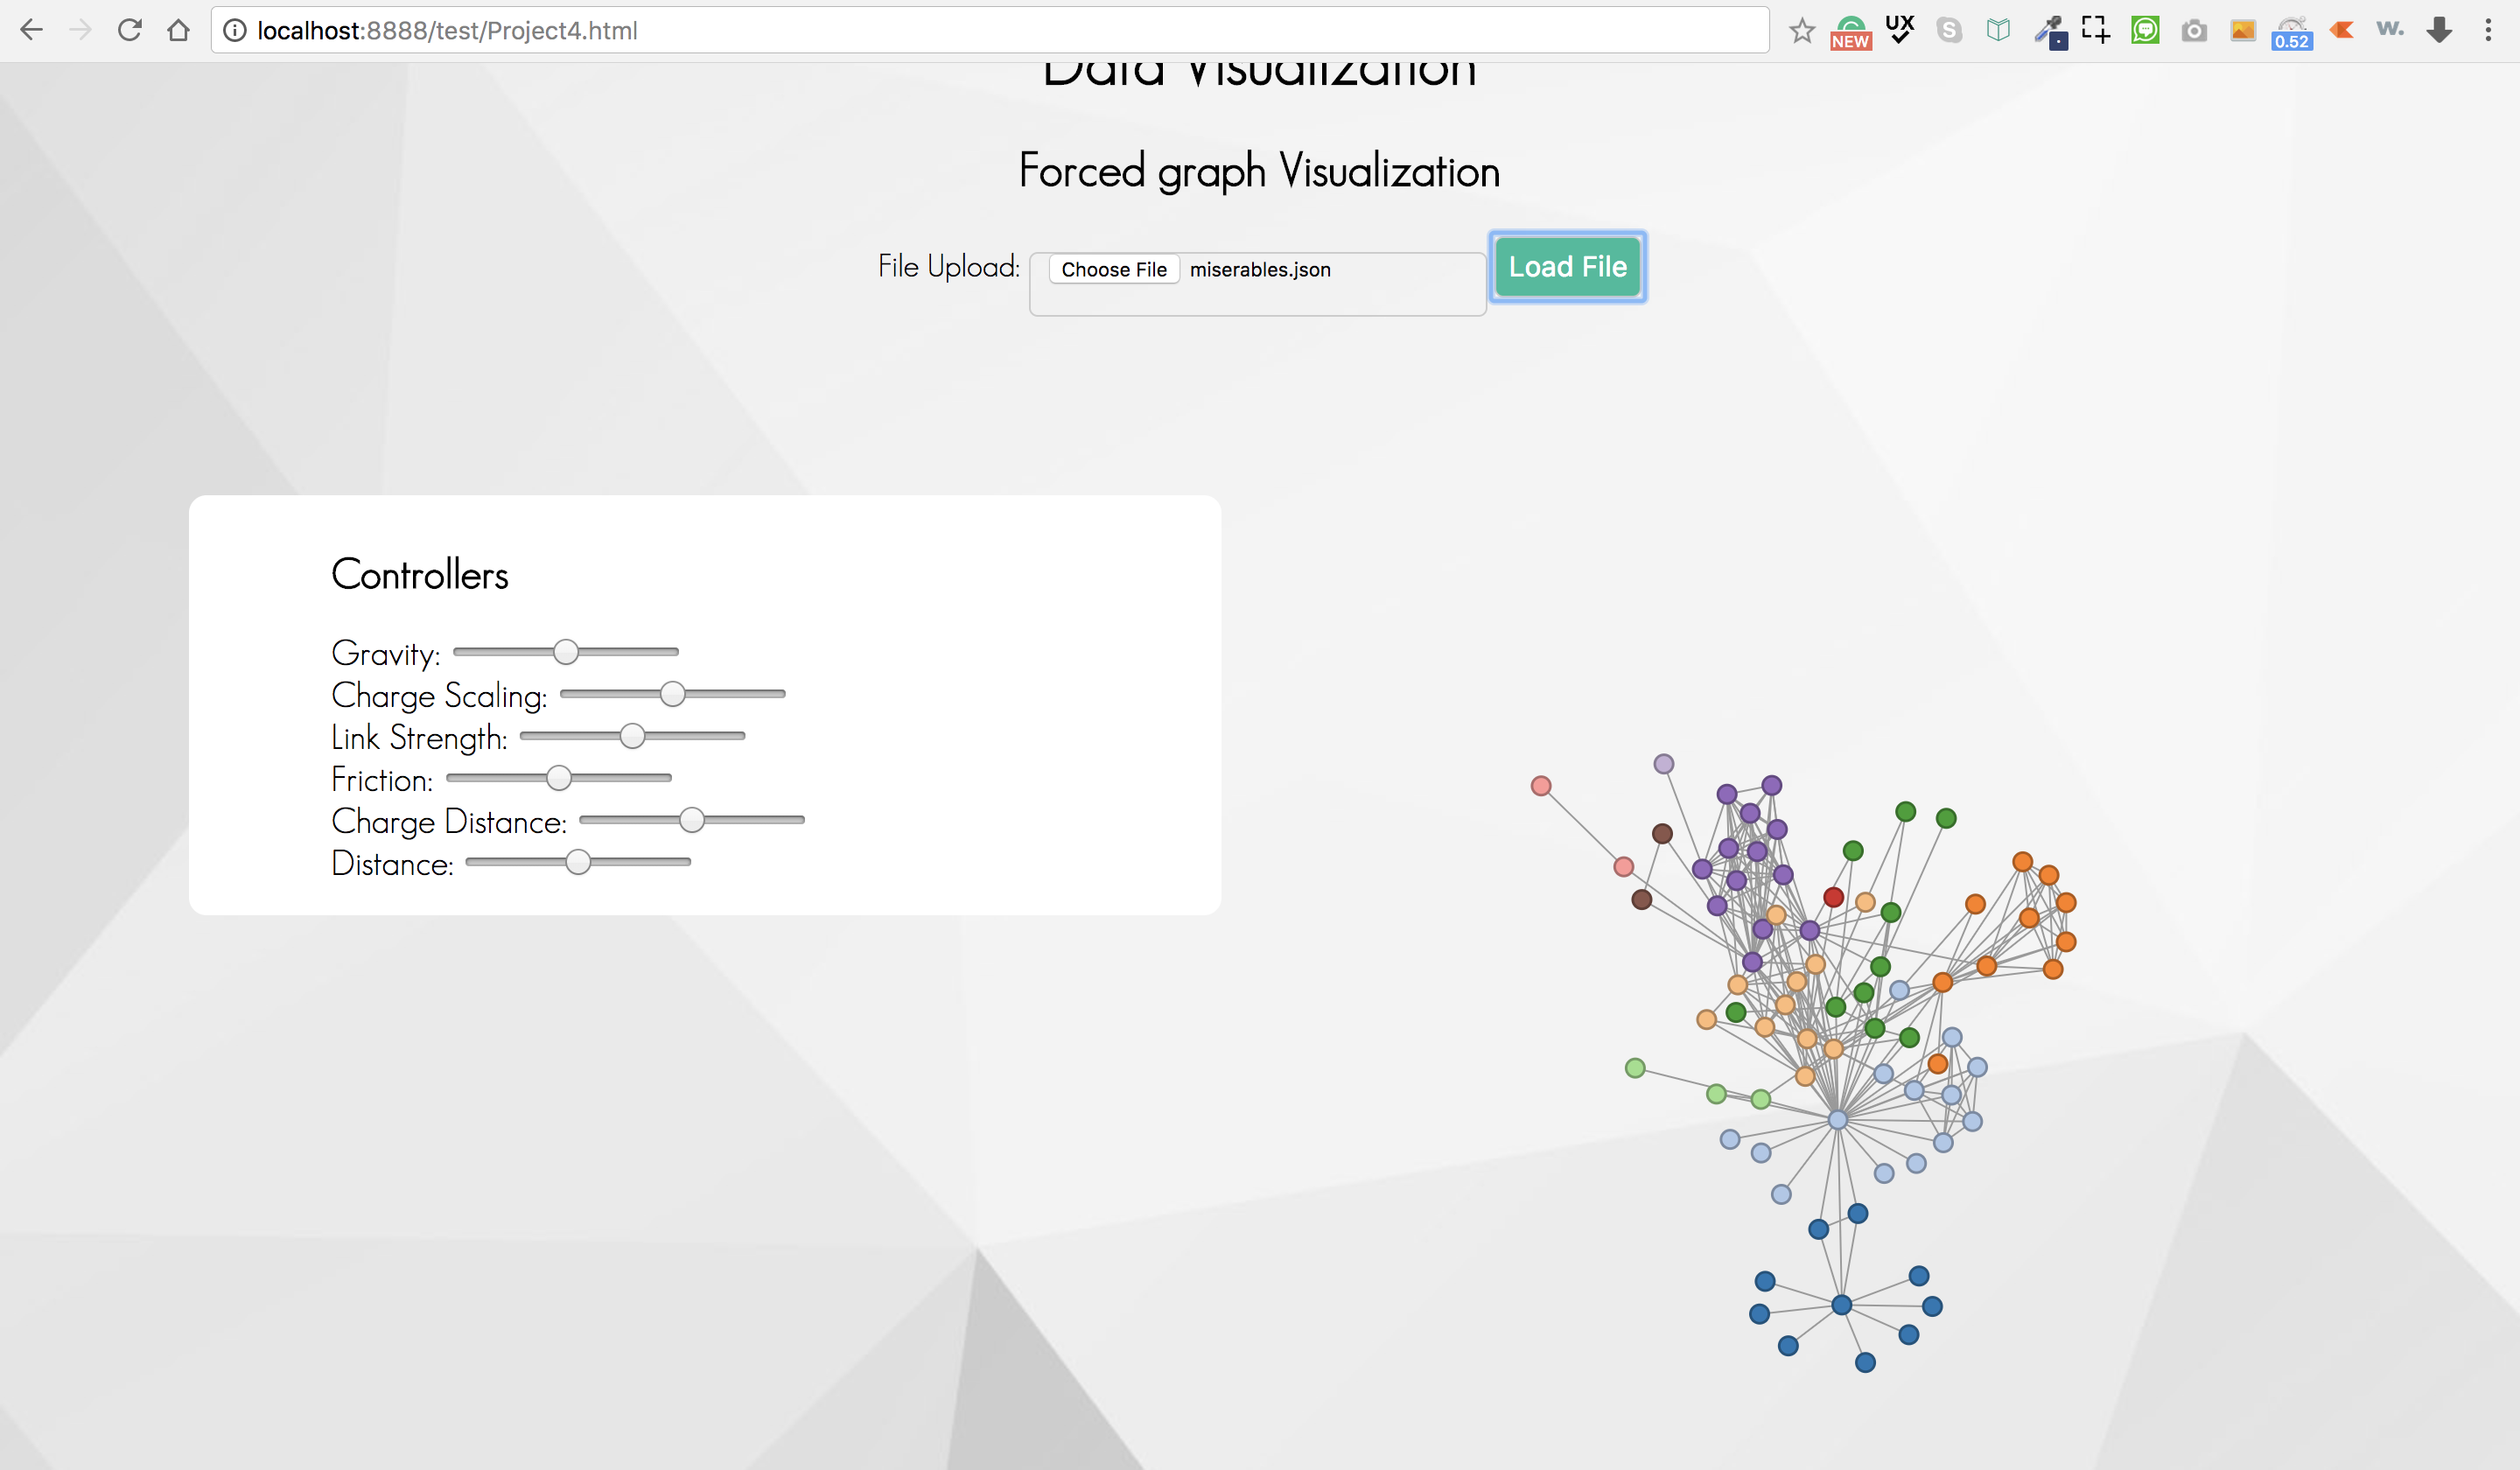 localhost:8888/test/Project4.html
UX
NEW
0.52
w.
Data Visualization
Forced graph Visualization
File Upload: Choose File miserables.json Load File
Controllers
Gravity:
Charge Scaling:
Link Strength:
Friction:
Charge Distance:
Distance: